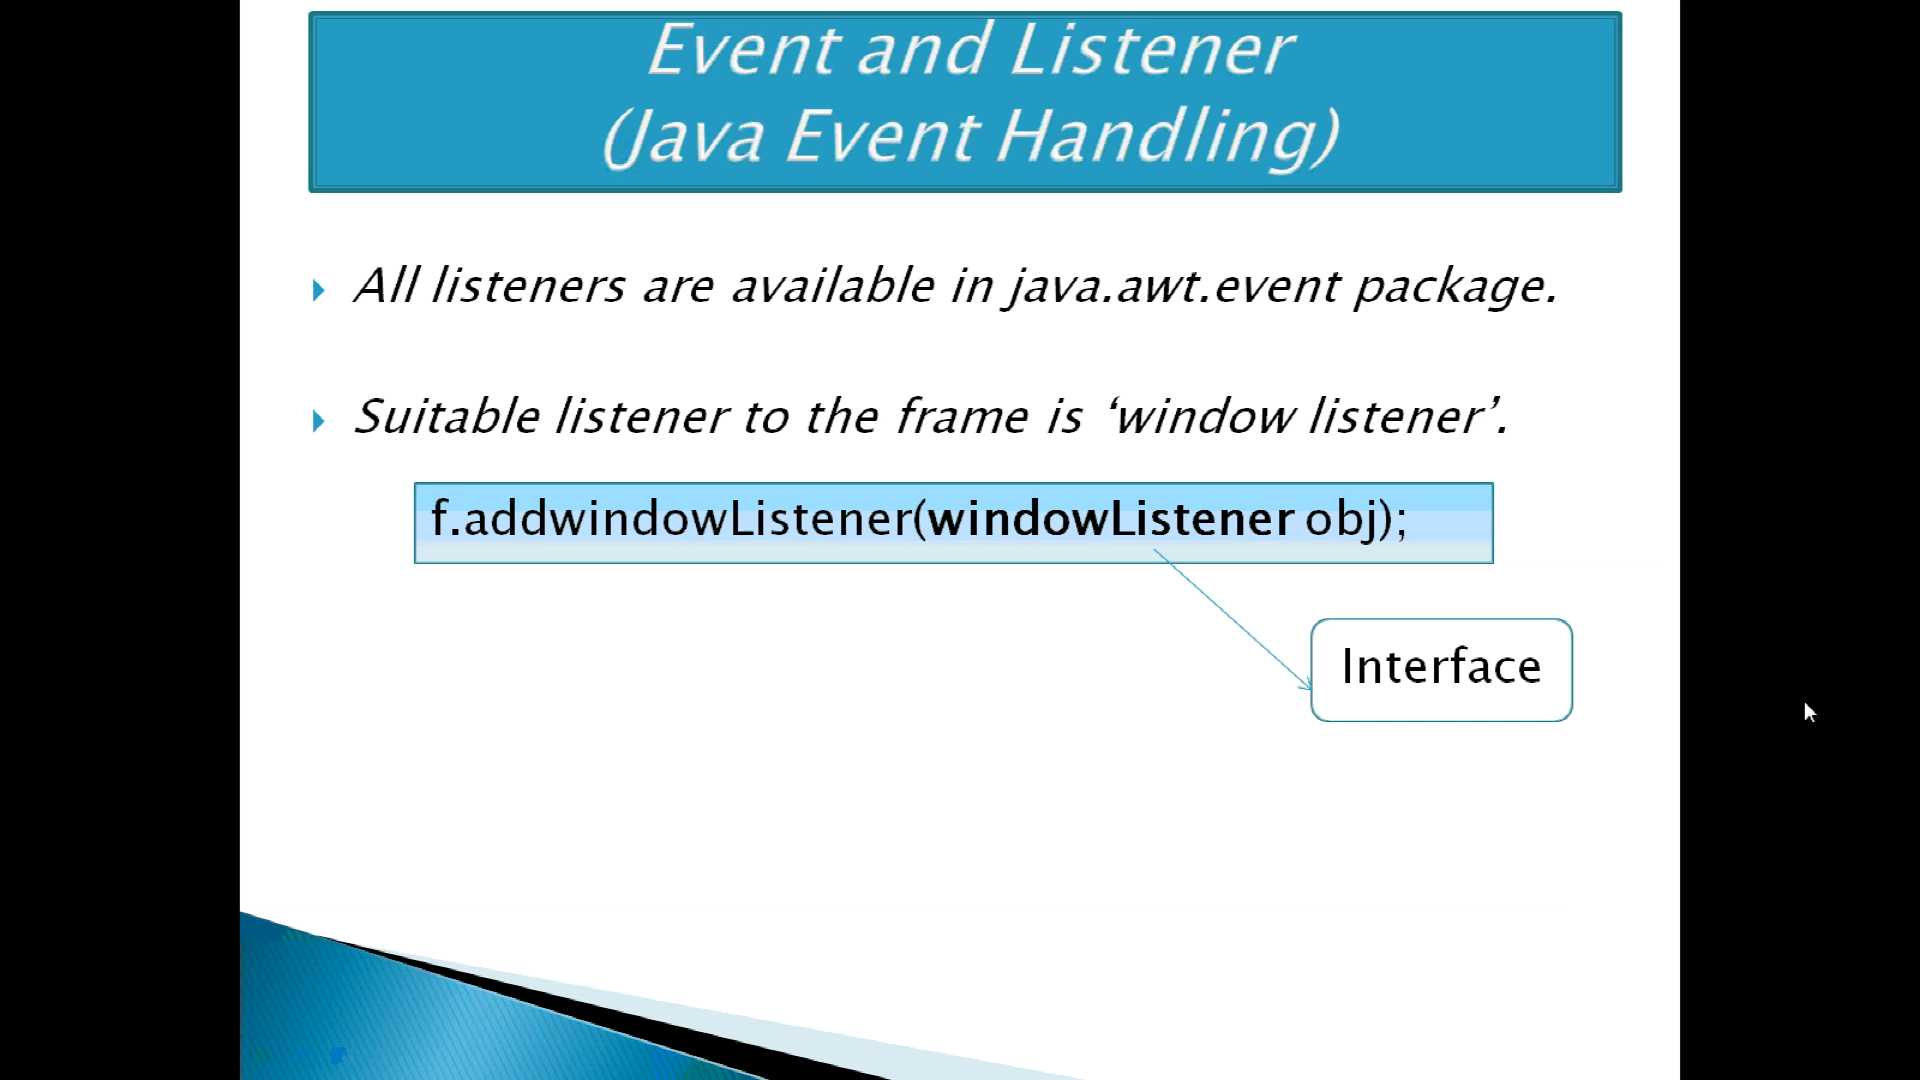 Event and Listener
(Java Event Handling)
All listeners are available in java.awt.event package.
Suitable listener to the frame is ‘window listener’.
f.addwindowListener(windowListener obj);
Interface